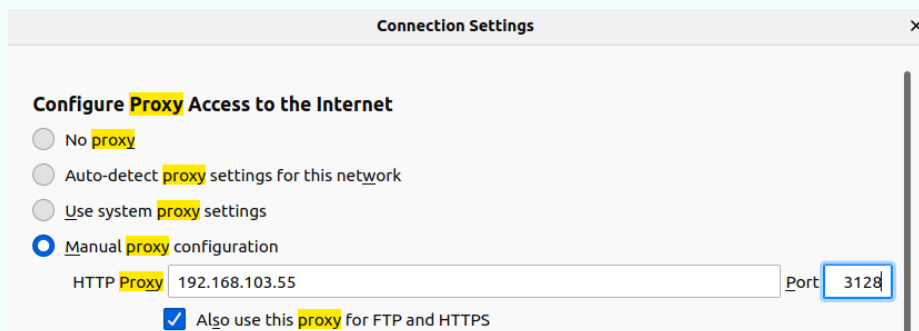 Connection Settings
Configure Proxy Access to the Internet
No proxy
Auto-detect proxy settings for this network
Use system proxy settings
Manual proxy configuration
HTTP Proxy 192.168.103.55 Port 3128
Also use this proxy for FTP and HTTPS